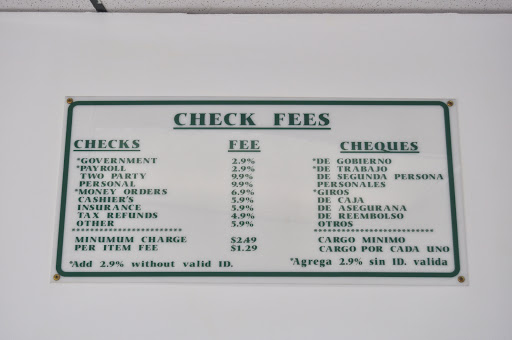 CHECK FEES
CHECKS FEE CHEQUES
*GOVERNMENT 2.9% *DE GOBIERNO
*PAYROLL 2.9% *DE TRABAJO
TWO PARTY 9.9% DE SEGUNDA PERSONA
PERSONAL 9.9% PERSONALES
*MONEY ORDERS 6.9% *GIROS
CASHIER'S 5.9% DE CAJA
INSURANCE 5.9% DE ASEGURANA
TAX REFUNDS 4.9% DE REEMBOLSO
OTHER 5.9% OTROS
MINUMUM CHARGE $2.49 CARGO MINIMO
PER ITEM FEE $1.29 CARGO POR CADA UNO
*Add 2.9% without valid ID. *Agrega 2.9% sin ID. valida